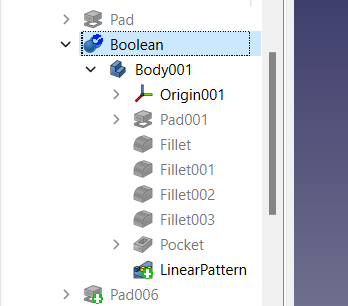 Pad
Boolean
Body001
Origin001
Pad001
Fillet
Fillet001
Fillet002
Fillet003
Pocket
LinearPattern
Pad006